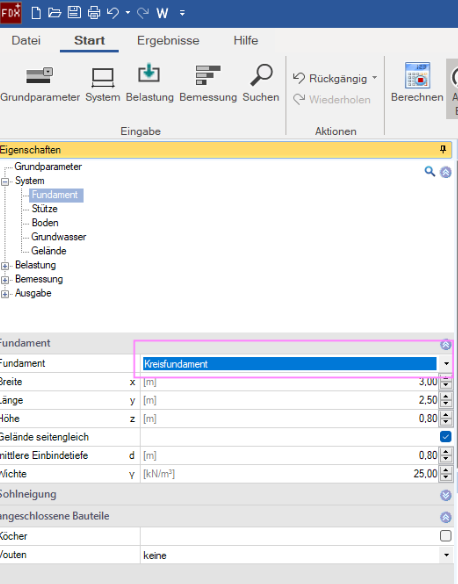 FDX+
W
Datei Start Ergebnisse Hilfe
Grundparameter System Belastung Bemessung Suchen
Rückgängig
Wiederholen
Berechnen
Eingabe Aktionen
Eigenschaften
Grundparameter
System
Fundament
Stütze
Boden
Grundwasser
Gelände
Belastung
Bemessung
Ausgabe
Fundament
Fundament Kreisfundament
Breite x [m] 3,00
Länge y [m] 2,50
Höhe z [m] 0,80
Gelände seitengleich
mittlere Einbindetiefe d [m] 0,80
Wichte γ [kN/m³] 25,00
Sohlneigung
angeschlossene Bauteile
Köcher
Vouten keine